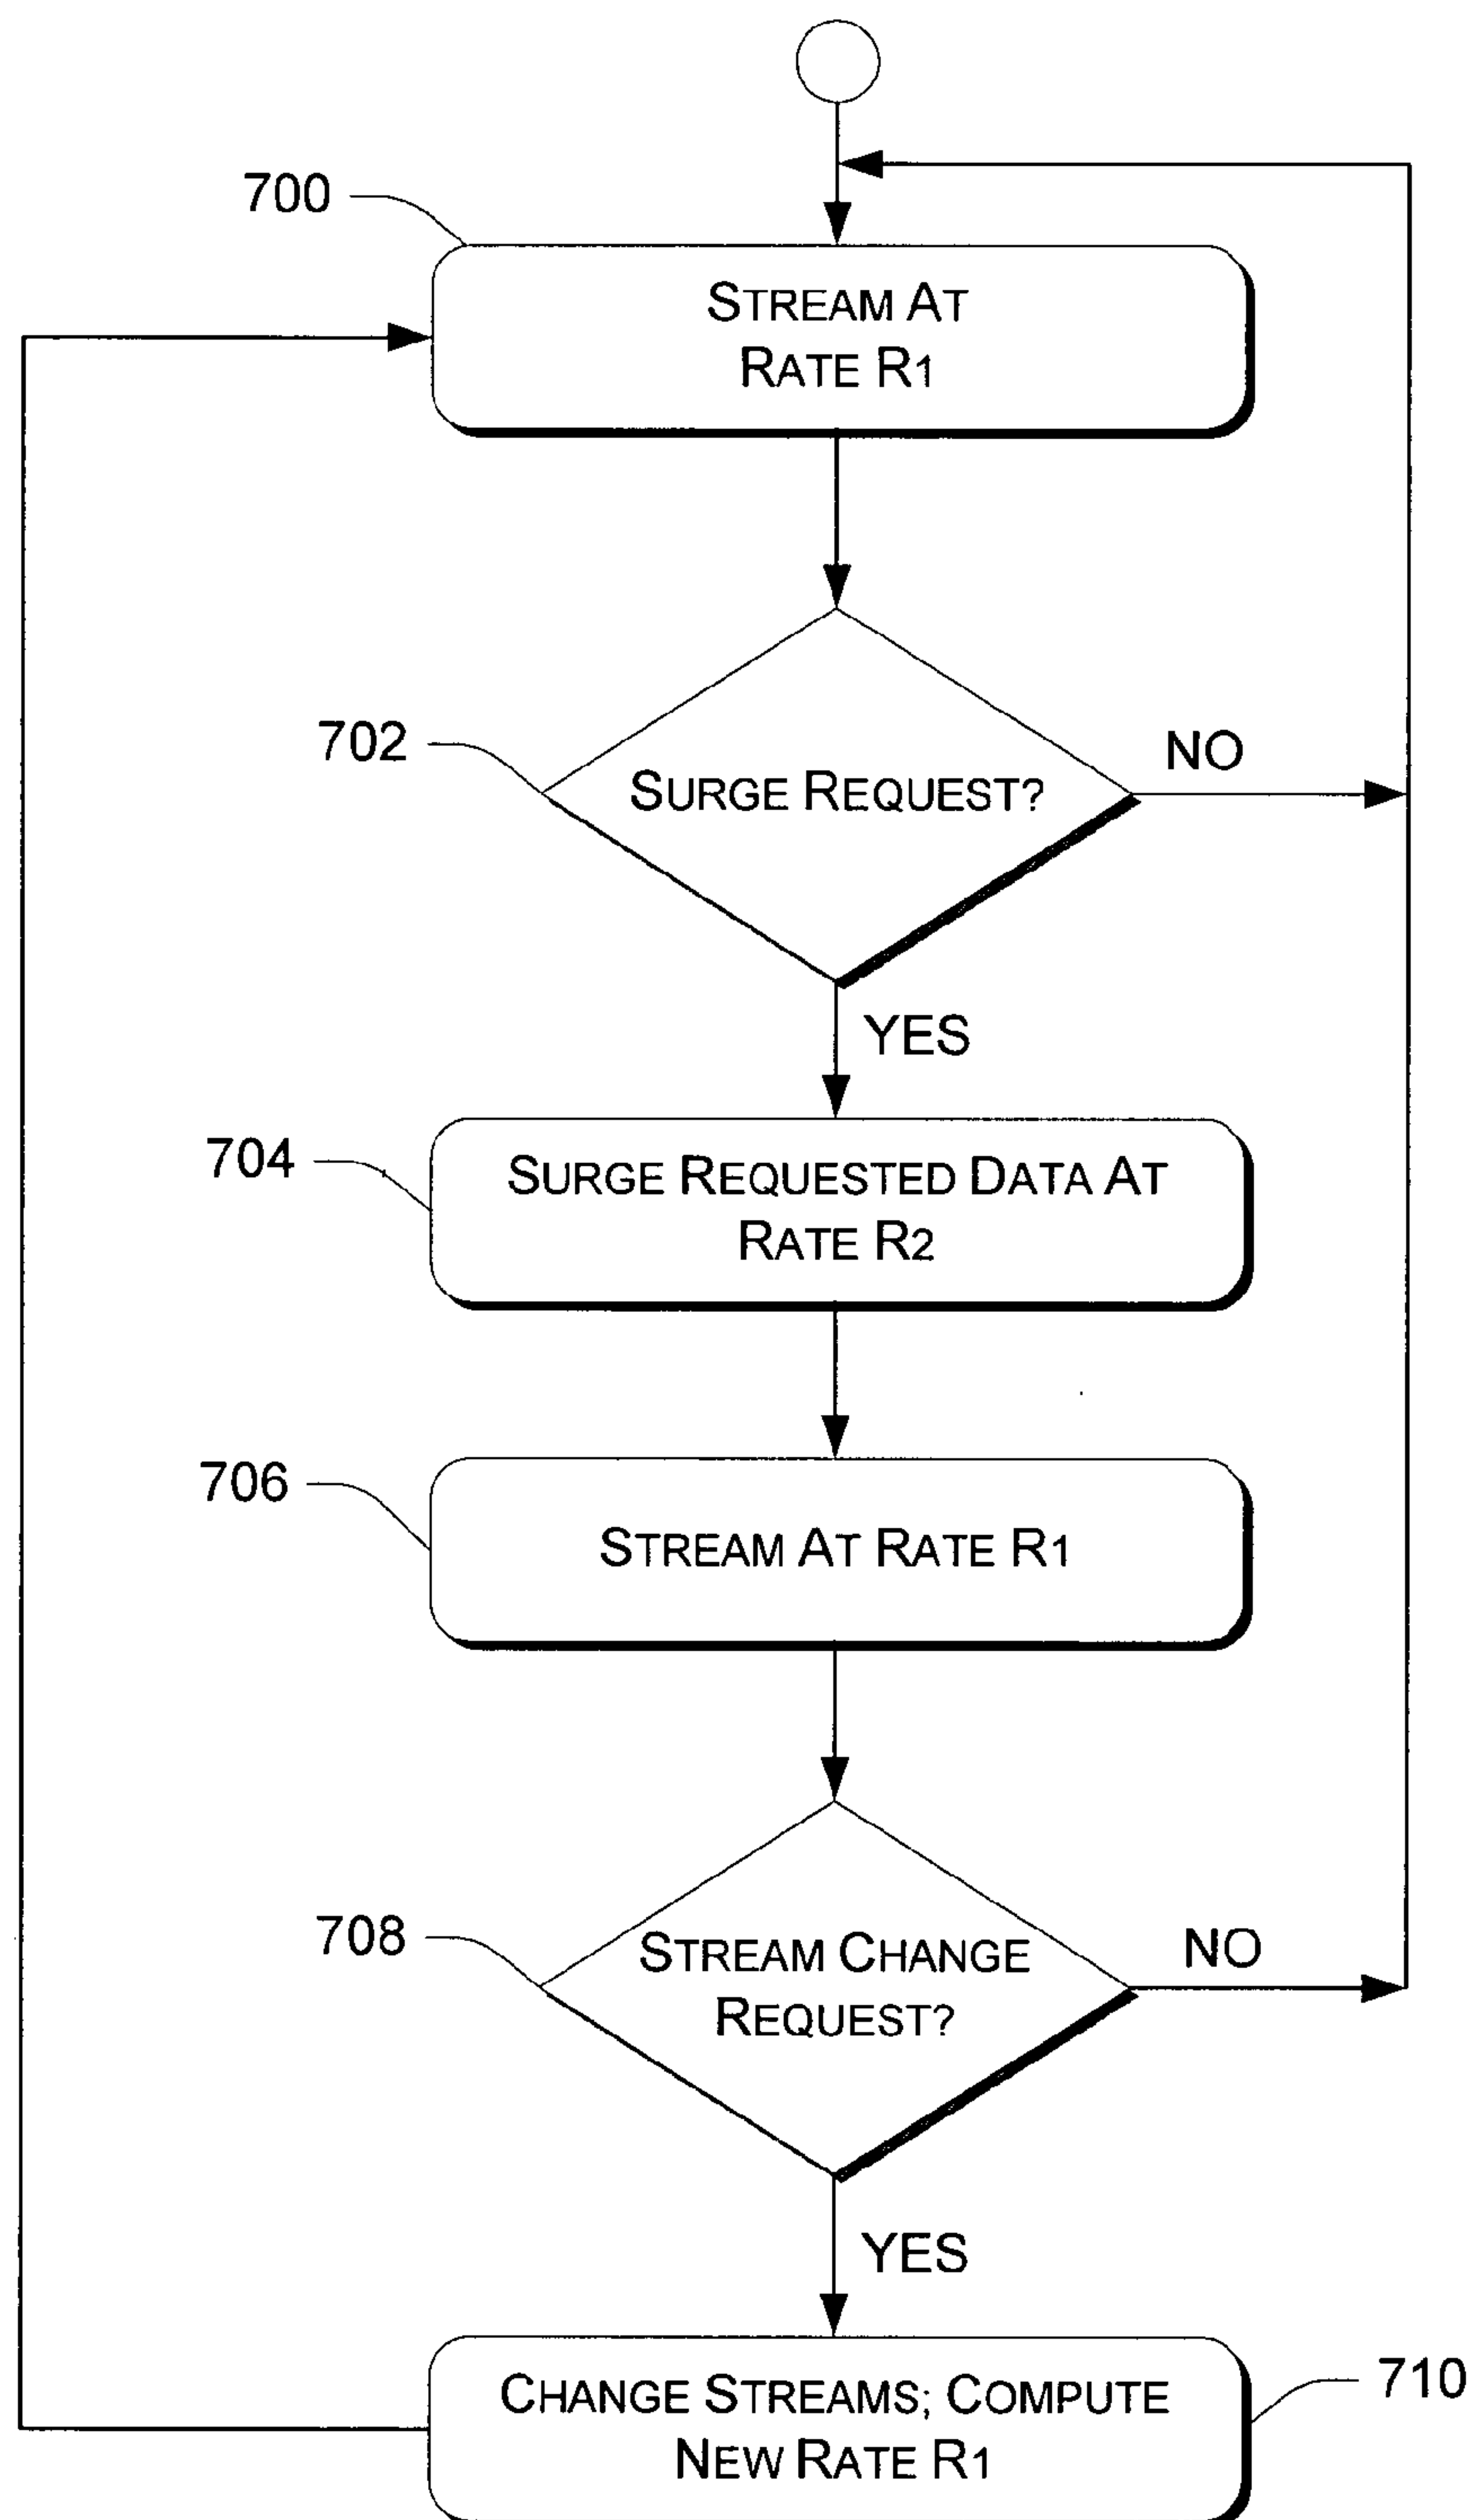 700
STREAM AT
RATE R1
702
SURGE REQUEST?
NO
YES
704
SURGE REQUESTED DATA AT
RATE R2
706
STREAM AT RATE R1
708
STREAM CHANGE
REQUEST?
NO
YES
710
CHANGE STREAMS; COMPUTE
NEW RATE R1